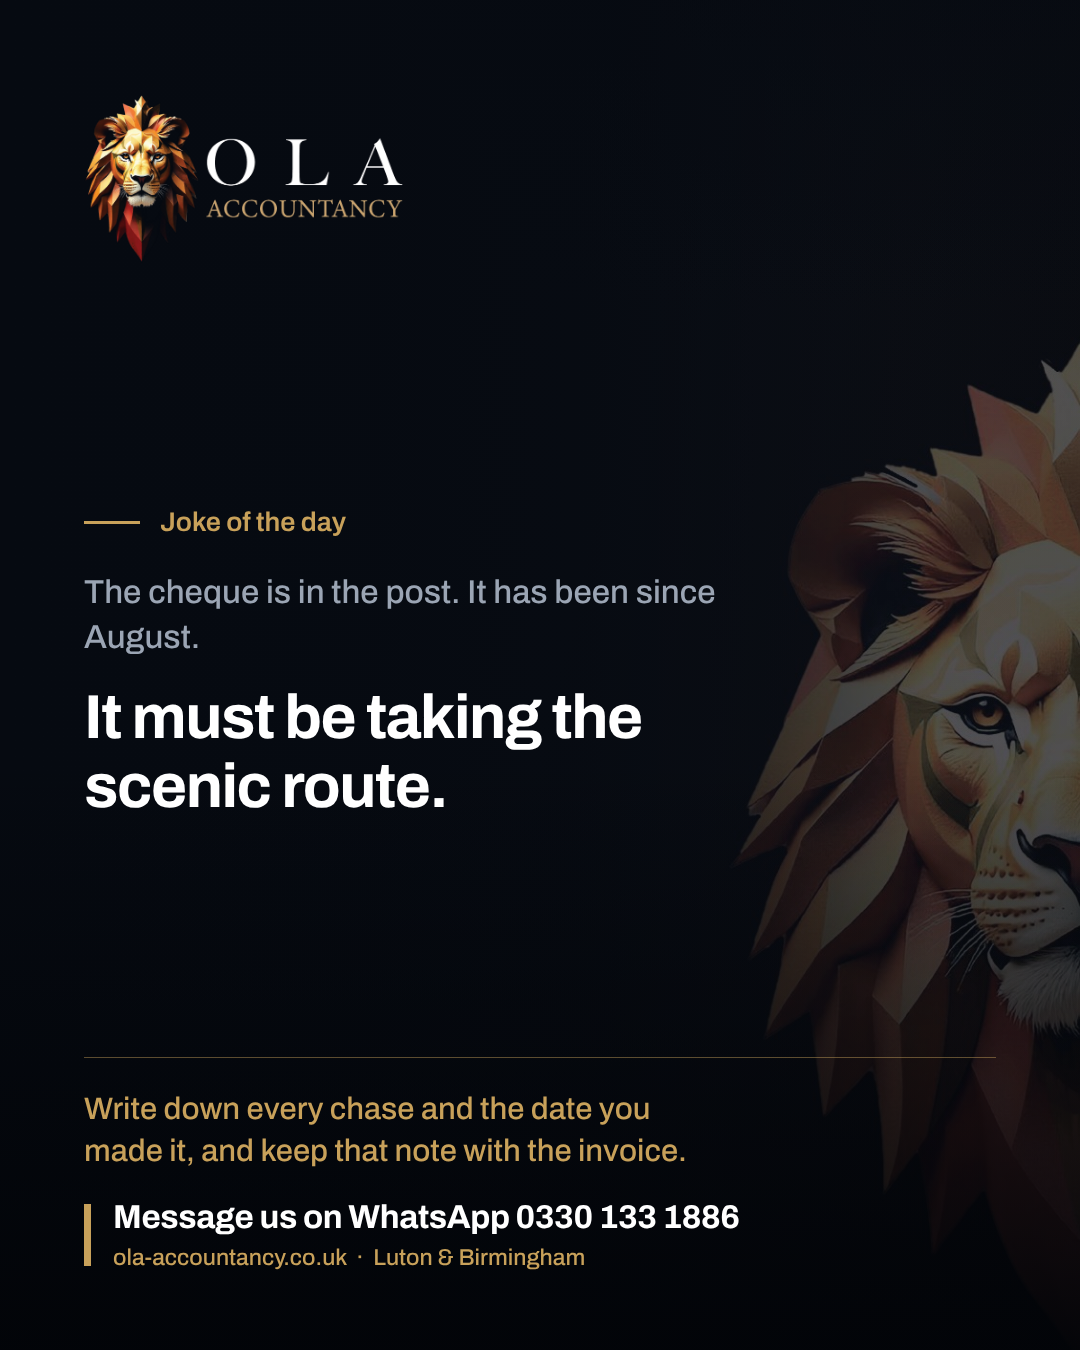 OLA
ACCOUNTANCY
Joke of the day
The cheque is in the post. It has been since
August.
It must be taking the
scenic route.
Write down every chase and the date you
made it, and keep that note with the invoice.
Message us on WhatsApp 0330 133 1886
ola-accountancy.co.uk · Luton & Birmingham